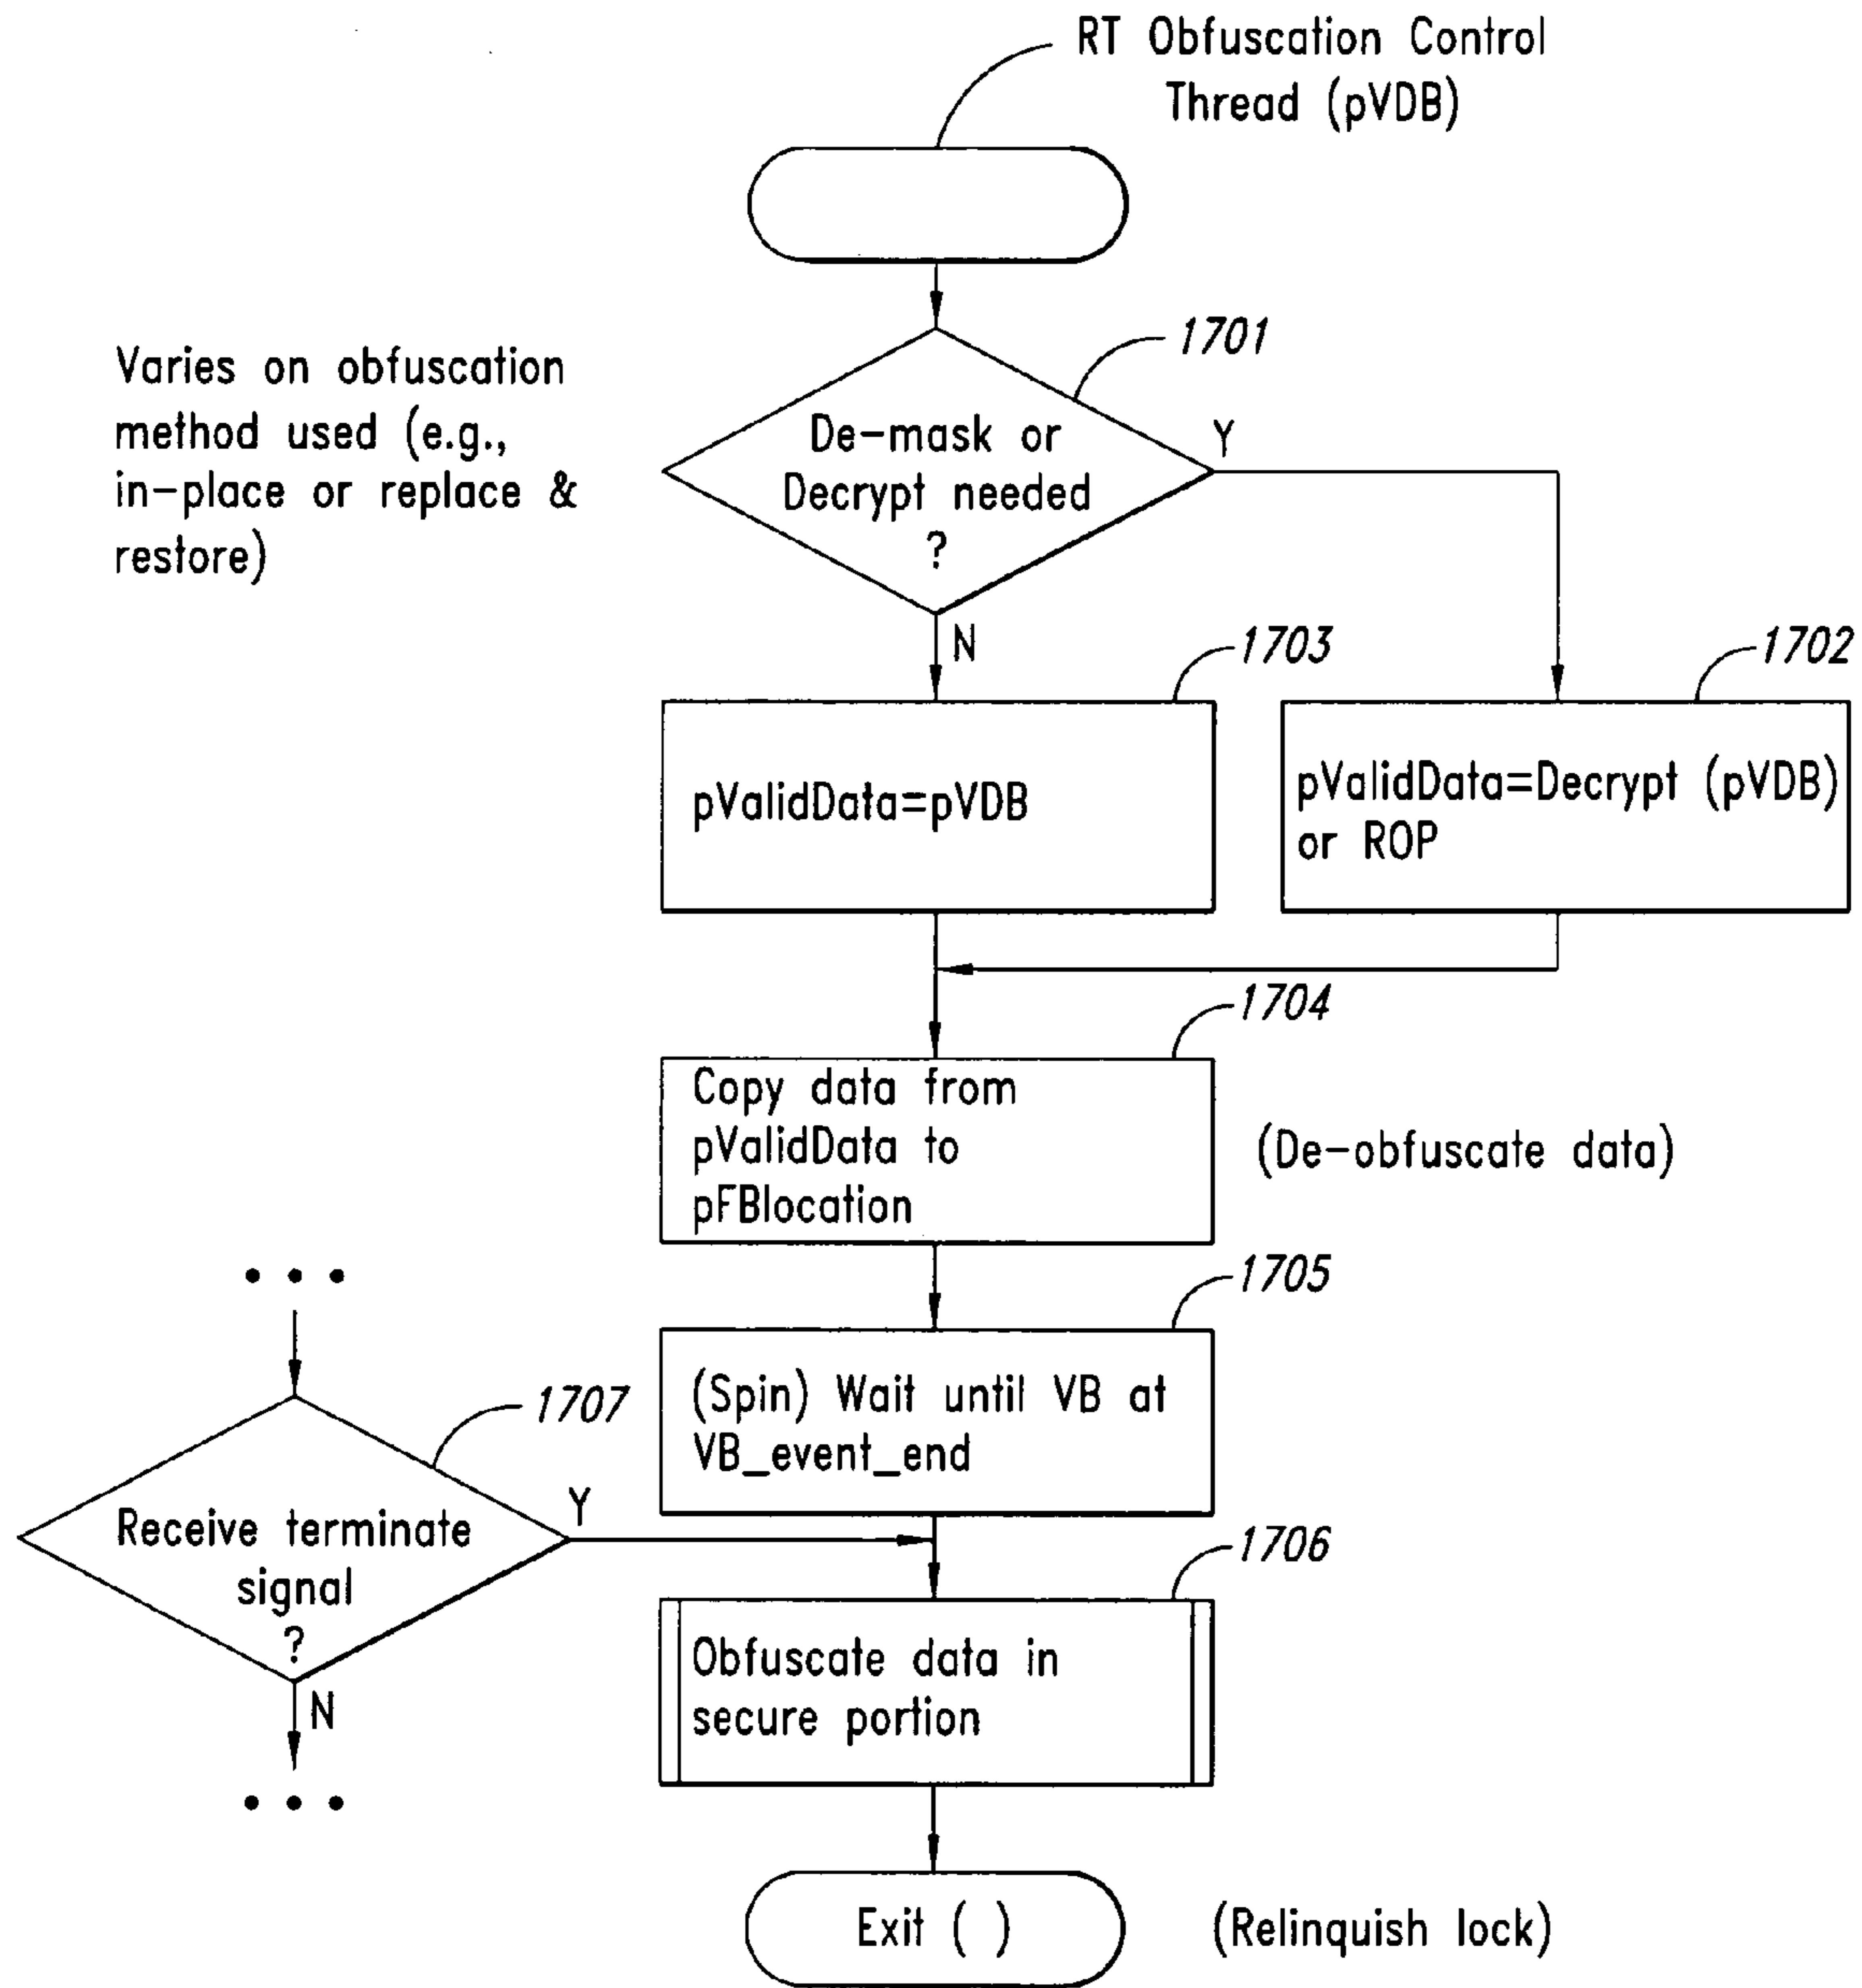 RT Obfuscation Control
Thread (pVDB)
1701
Varies on obfuscation
method used (e.g.,
in-place or replace &
restore)
De-mask or
Decrypt needed
?
Y
N
1703
1702
pValidData=pVDB
pValidData=Decrypt (pVDB)
or ROP
1704
Copy data from
pValidData to
pFBlocation
(De-obfuscate data)
• • •
1705
(Spin) Wait until VB at
VB_event_end
1707
Receive terminate
signal
?
Y
N
• • •
1706
Obfuscate data in
secure portion
Exit ( )
(Relinquish lock)